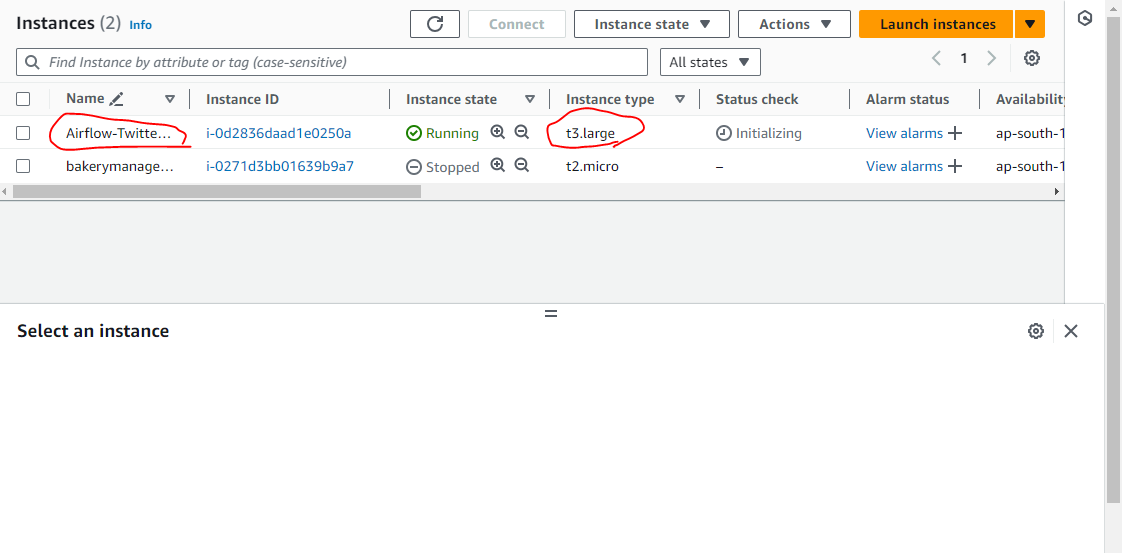 Instances (2) Info Connect Instance state Actions Launch instances
Find Instance by attribute or tag (case-sensitive) All states 1
Name Instance ID Instance state Instance type Status check Alarm status Availability
Airflow-Twitte... i-0d2836daad1e0250a Running t3.large Initializing View alarms + ap-south-1
bakerymanage... i-0271d3bb01639b9a7 Stopped t2.micro – View alarms + ap-south-1
Select an instance